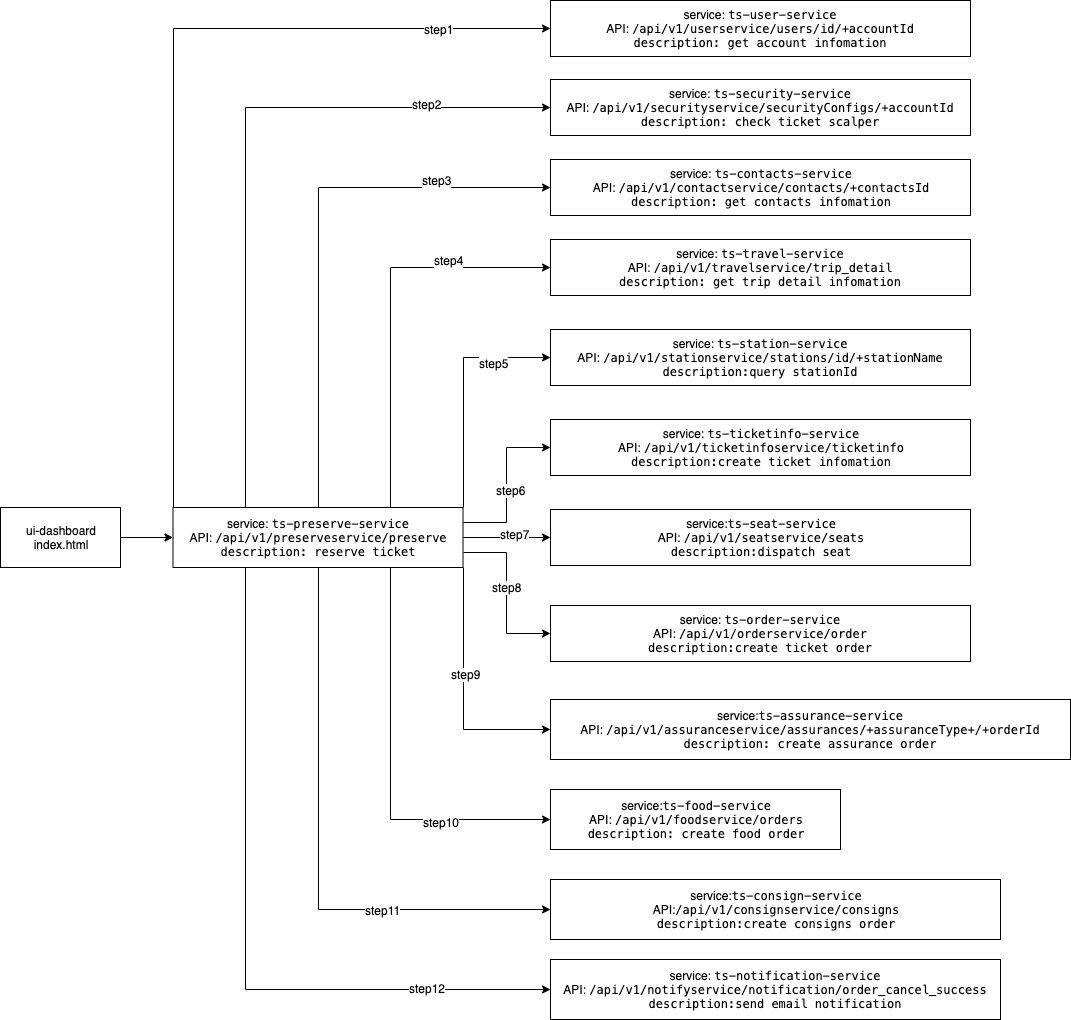 step1
service: ts-user-service
API: /api/v1/userservice/users/id/+accountId
description: get account infomation
step2
service: ts-security-service
API: /api/v1/securityservice/securityConfigs/+accountId
description: check ticket scalper
step3
service: ts-contacts-service
API: /api/v1/contactservice/contacts/+contactsId
description: get contacts infomation
step4
service: ts-travel-service
API: /api/v1/travelservice/trip_detail
description: get trip detail infomation
step5
service: ts-station-service
API: /api/v1/stationservice/stations/id/+stationName
description:query stationId
step6
service: ts-ticketinfo-service
API: /api/v1/ticketinfoservice/ticketinfo
description:create ticket infomation
ui-dashboard
index.html
service: ts-preserve-service
API: /api/v1/preserveservice/preserve
description: reserve ticket
step7
service:ts-seat-service
API: /api/v1/seatservice/seats
description:dispatch seat
step8
service: ts-order-service
API: /api/v1/orderservice/order
description:create ticket order
step9
service:ts-assurance-service
API: /api/v1/assuranceservice/assurances/+assuranceType+/+orderId
description: create assurance order
step10
service:ts-food-service
API: /api/v1/foodservice/orders
description: create food order
step11
service:ts-consign-service
API:/api/v1/consignservice/consigns
description:create consigns order
step12
service: ts-notification-service
API: /api/v1/notifyservice/notification/order_cancel_success
description:send email notification